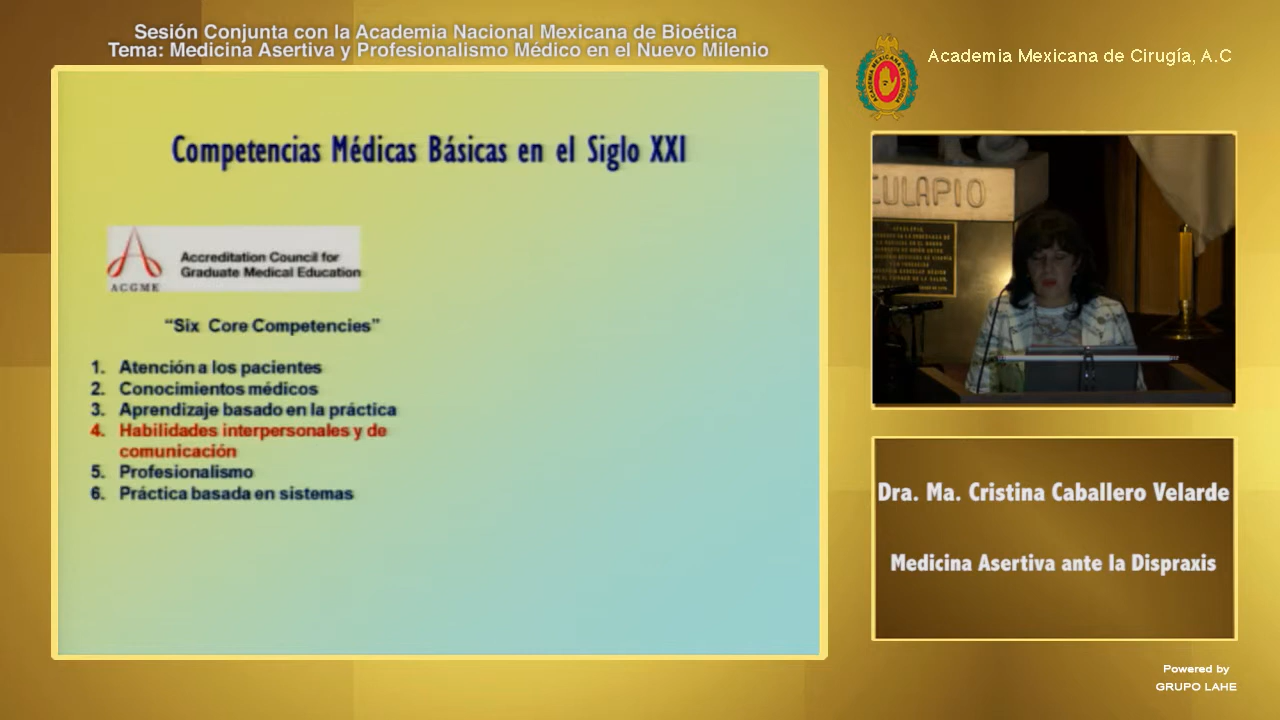 Sesión Conjunta con la Academia Nacional Mexicana de Bioética
Tema: Medicina Asertiva y Profesionalismo Médico en el Nuevo Milenio
Academia Mexicana de Cirugía, A.C
Competencias Médicas Básicas en el Siglo XXI
Accreditation Council for
Graduate Medical Education
ACGME
“Six Core Competencies”
1. Atención a los pacientes
2. Conocimientos médicos
3. Aprendizaje basado en la práctica
4. Habilidades interpersonales y de
comunicación
5. Profesionalismo
6. Práctica basada en sistemas
ACADEMIA MEXICANA DE CIRUGIA
CULAPIO
Dra. Ma. Cristina Caballero Velarde
Medicina Asertiva ante la Dispraxis
Powered by
GRUPO LAHE